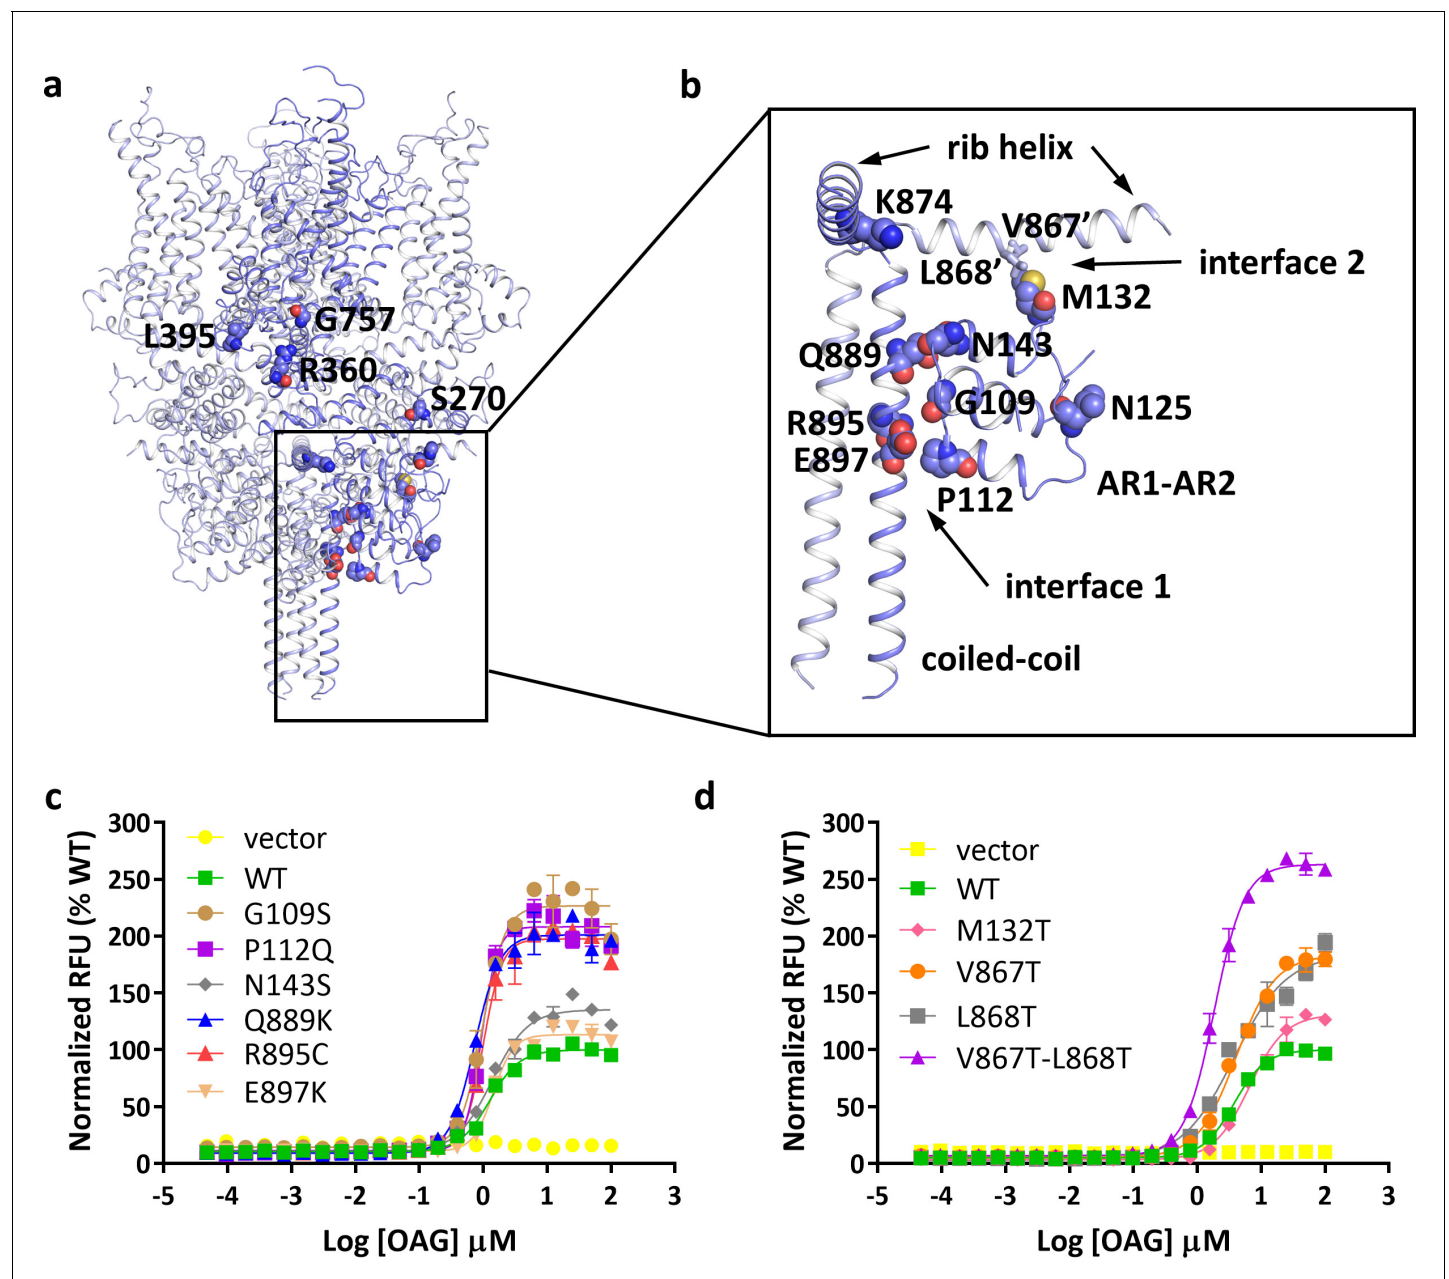 a
L395
G757
R360
S270
b
rib helix
K874
V867’
L868’
interface 2
M132
Q889
N143
G109
N125
R895
E897
P112
AR1-AR2
interface 1
coiled-coil
c
Normalized RFU (% WT)
300
250
200
150
100
50
0
vector
WT
G109S
P112Q
N143S
Q889K
R895C
E897K
-5 -4 -3 -2 -1 0 1 2 3
Log [OAG] μM
d
Normalized RFU (% WT)
300
250
200
150
100
50
0
vector
WT
M132T
V867T
L868T
V867T-L868T
-5 -4 -3 -2 -1 0 1 2 3
Log [OAG] μM